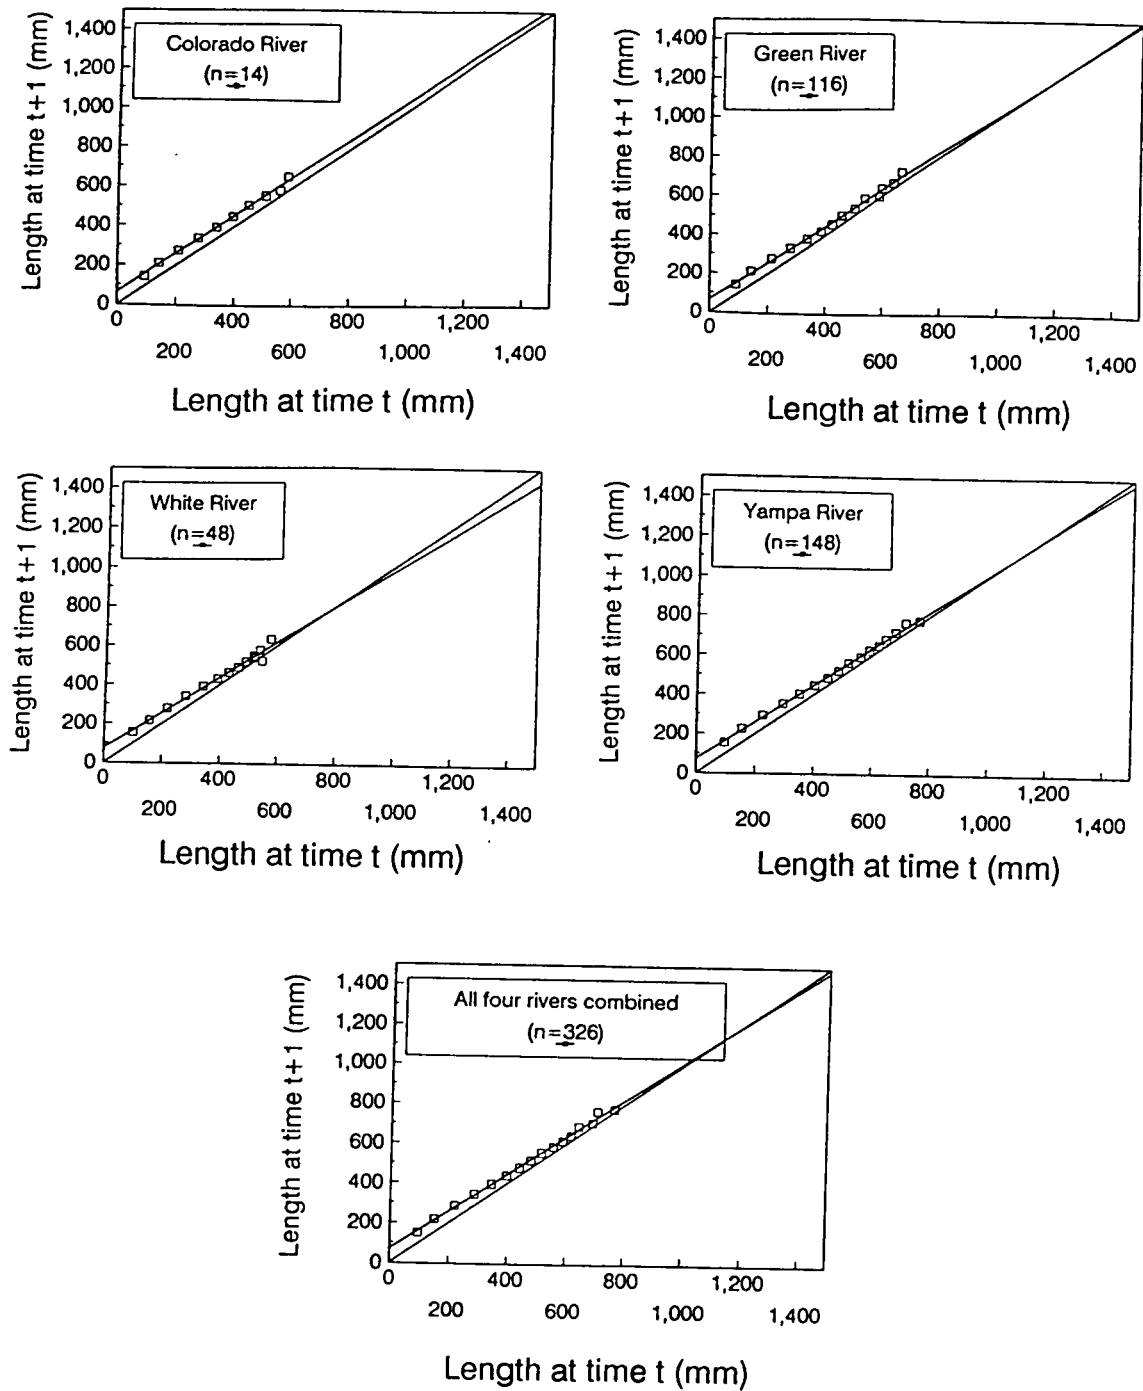 Colorado River
(n=14)
Length at time t+1 (mm)
1,400
1,200
1,000
800
600
400
200
0
0 400 800 1,200
200 600 1,000 1,400
Length at time t (mm)
Green River
(n=116)
Length at time t+1 (mm)
1,400
1,200
1,000
800
600
400
200
0
0 400 800 1,200
200 600 1,000 1,400
Length at time t (mm)
White River
(n=48)
Length at time t+1 (mm)
1,400
1,200
1,000
800
600
400
200
0
0 400 800 1,200
200 600 1,000 1,400
Length at time t (mm)
Yampa River
(n=148)
Length at time t+1 (mm)
1,400
1,200
1,000
800
600
400
200
0
0 400 800 1,200
200 600 1,000 1,400
Length at time t (mm)
All four rivers combined
(n=326)
Length at time t+1 (mm)
1,400
1,200
1,000
800
600
400
200
0
0 400 800 1,200
200 600 1,000 1,400
Length at time t (mm)